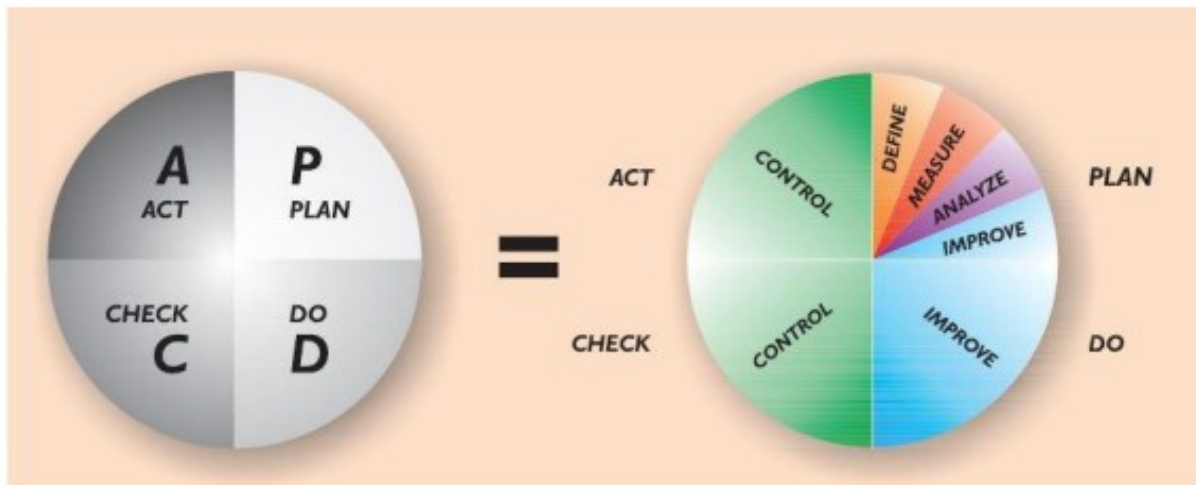 A
ACT
P
PLAN
CHECK
C
DO
D
=
ACT
CHECK
CONTROL
CONTROL
DEFINE
MEASURE
ANALYZE
IMPROVE
IMPROVE
PLAN
DO